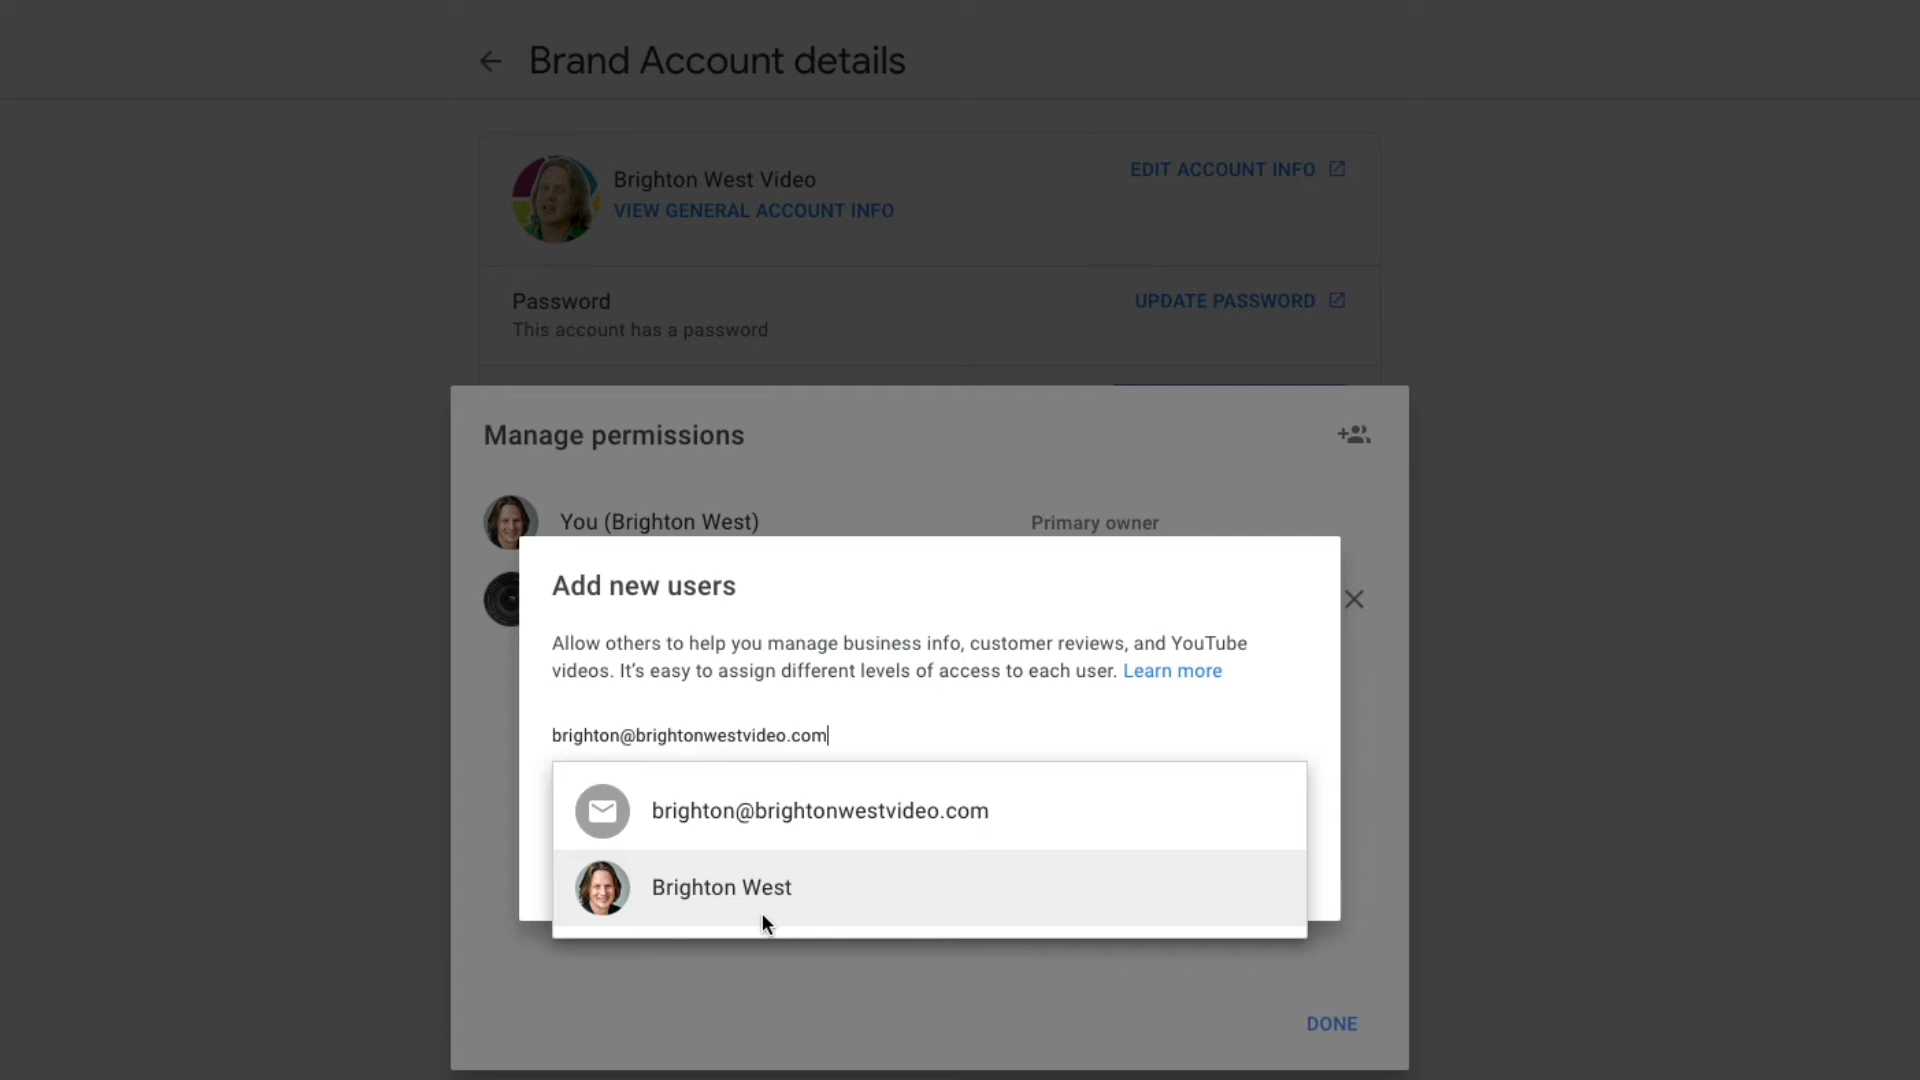 Brand Account details
Brighton West Video
EDIT ACCOUNT INFO
VIEW GENERAL ACCOUNT INFO
Password
UPDATE PASSWORD
This account has a password
Manage permissions
You (Brighton West)
Primary owner
Add new users
Allow others to help you manage business info, customer reviews, and YouTube
videos. It’s easy to assign different levels of access to each user. Learn more
brighton@brightonwestvideo.com
brighton@brightonwestvideo.com
Brighton West
DONE